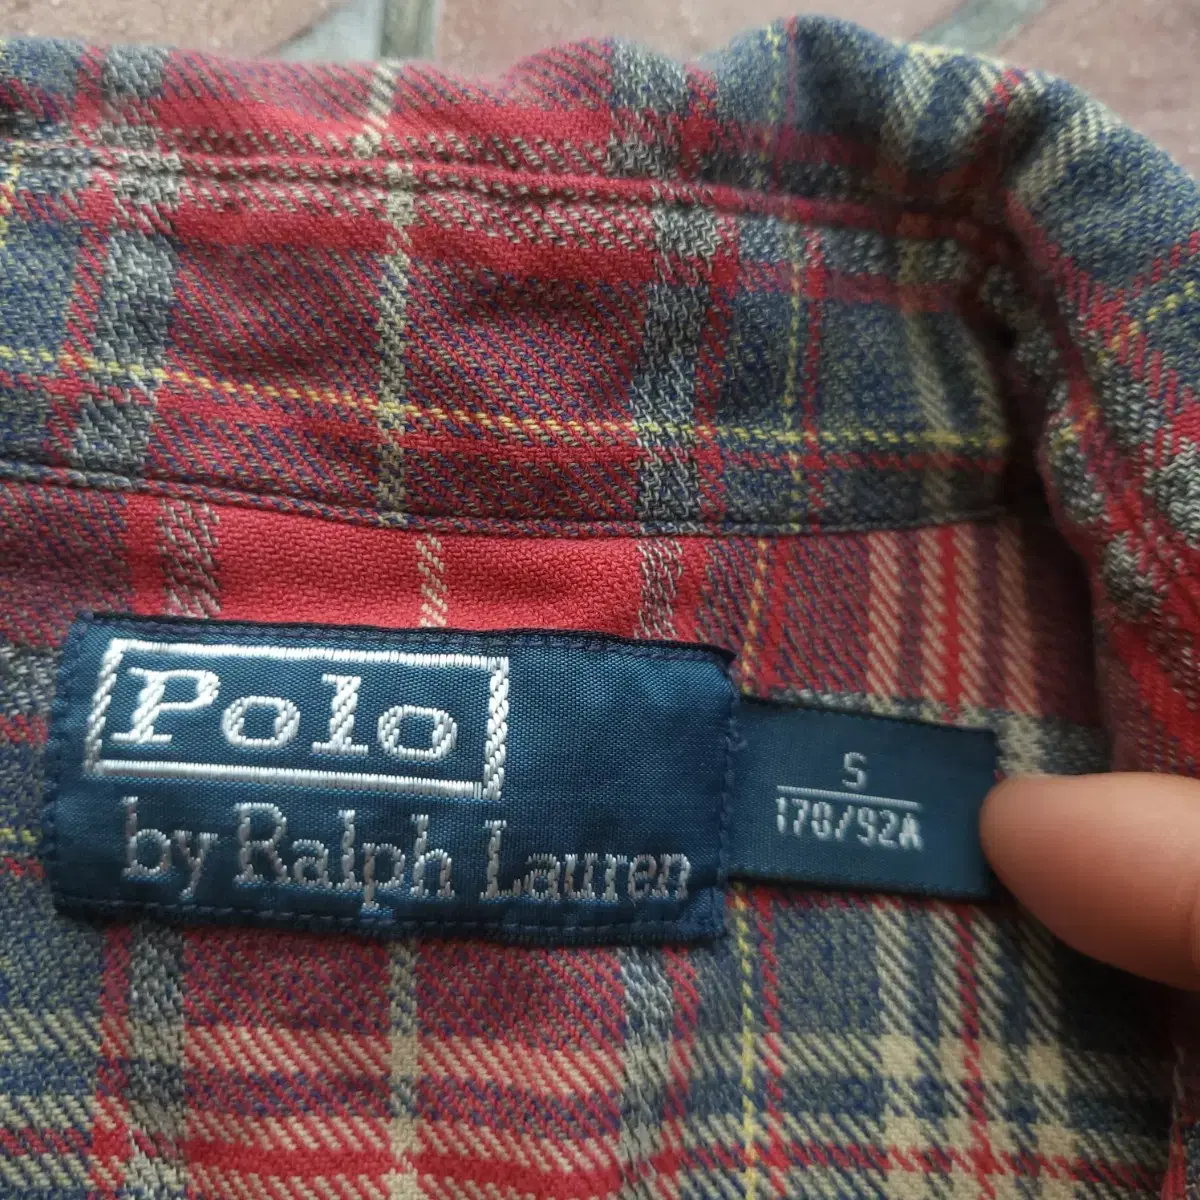 Polo
by Ralph Lauren
S
170/92A